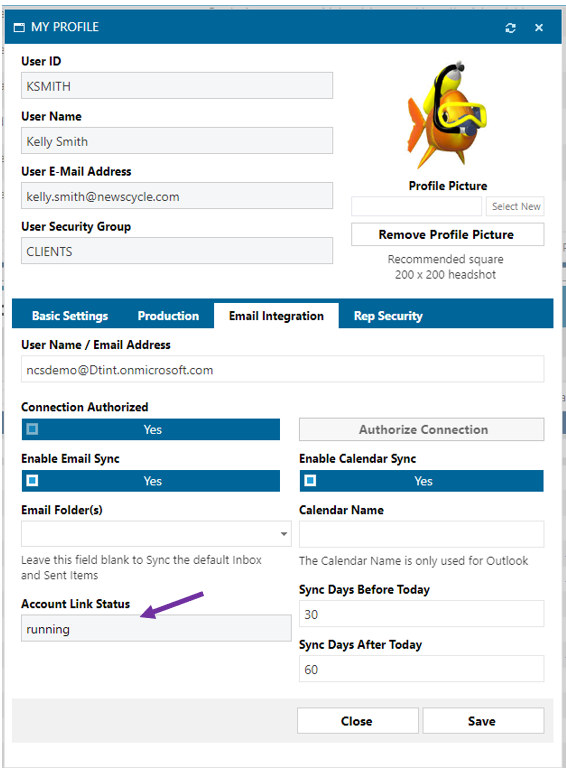 MY PROFILE
User ID
KSMITH
User Name
Kelly Smith
User E-Mail Address
kelly.smith@newscycle.com
User Security Group
CLIENTS
Profile Picture
Select New
Remove Profile Picture
Recommended square
200 x 200 headshot
Basic Settings
Production
Email Integration
Rep Security
User Name / Email Address
ncsdemo@Dtint.onmicrosoft.com
Connection Authorized
Yes
Authorize Connection
Enable Email Sync
Yes
Enable Calendar Sync
Yes
Email Folder(s)
Leave this field blank to Sync the default Inbox
and Sent Items
Calendar Name
The Calendar Name is only used for Outlook
Account Link Status
running
Sync Days Before Today
30
Sync Days After Today
60
Close
Save